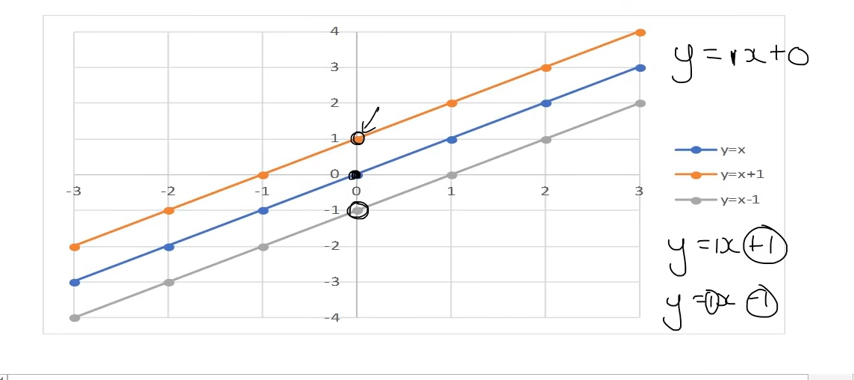 4
3
2
1
0
-3 -2 -1 0 1 2 3
-1
-2
-3
-4
y=1x+0
y=x
y=x+1
y=x-1
y=1x+1
y=1x-1